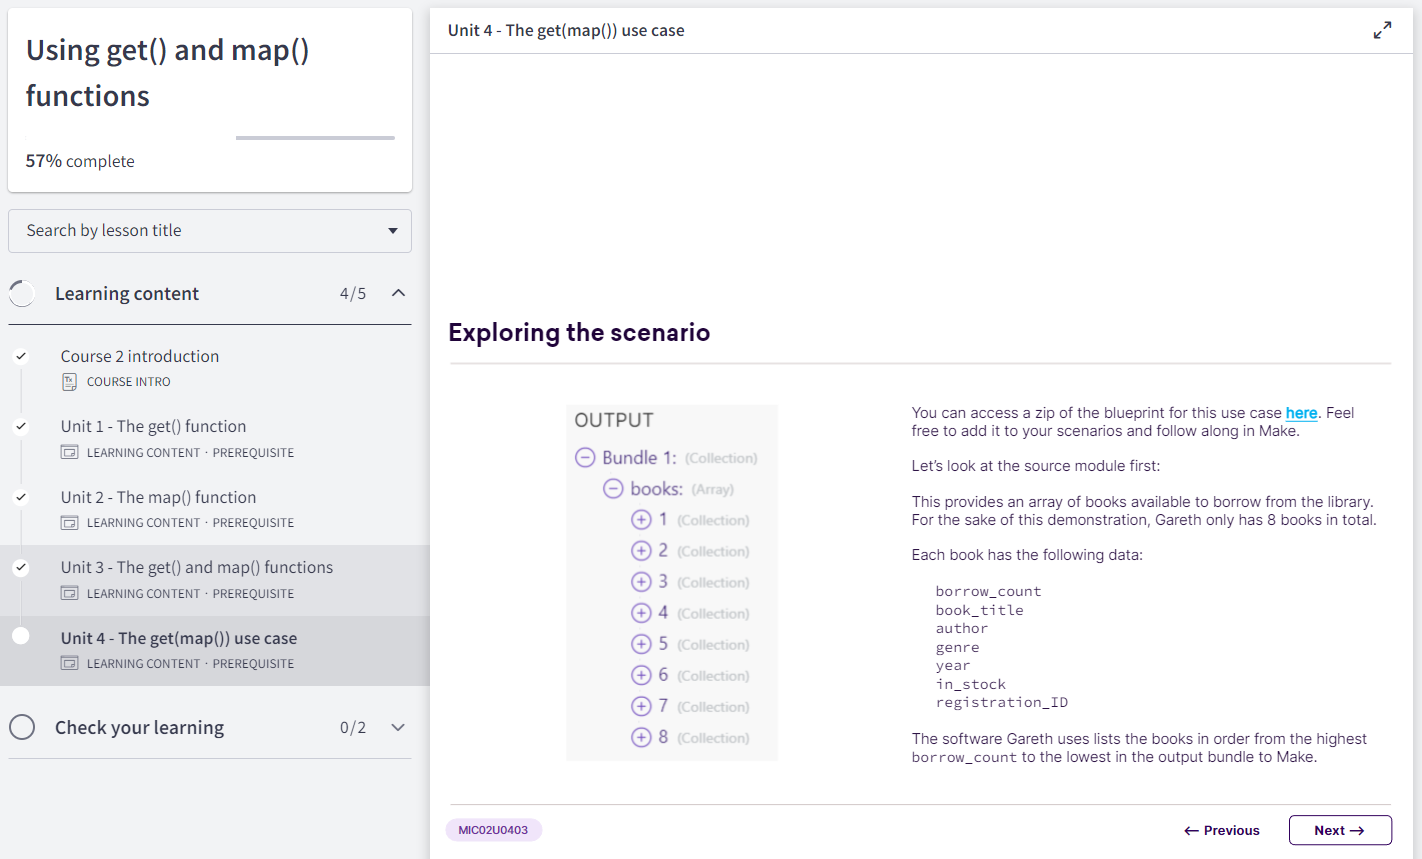 Using get() and map()
functions
57% complete
Search by lesson title
Learning content 4/5
Course 2 introduction
COURSE INTRO
Unit 1 - The get() function
LEARNING CONTENT · PREREQUISITE
Unit 2 - The map() function
LEARNING CONTENT · PREREQUISITE
Unit 3 - The get() and map() functions
LEARNING CONTENT · PREREQUISITE
Unit 4 - The get(map()) use case
LEARNING CONTENT · PREREQUISITE
Check your learning 0/2
Unit 4 - The get(map()) use case
Exploring the scenario
OUTPUT
Bundle 1: (Collection)
books: (Array)
1 (Collection)
2 (Collection)
3 (Collection)
4 (Collection)
5 (Collection)
6 (Collection)
7 (Collection)
8 (Collection)
You can access a zip of the blueprint for this use case here. Feel
free to add it to your scenarios and follow along in Make.
Let's look at the source module first:
This provides an array of books available to borrow from the library.
For the sake of this demonstration, Gareth only has 8 books in total.
Each book has the following data:
borrow_count
book_title
author
genre
year
in_stock
registration_ID
The software Gareth uses lists the books in order from the highest
borrow_count to the lowest in the output bundle to Make.
MIC02U0403
← Previous
Next →